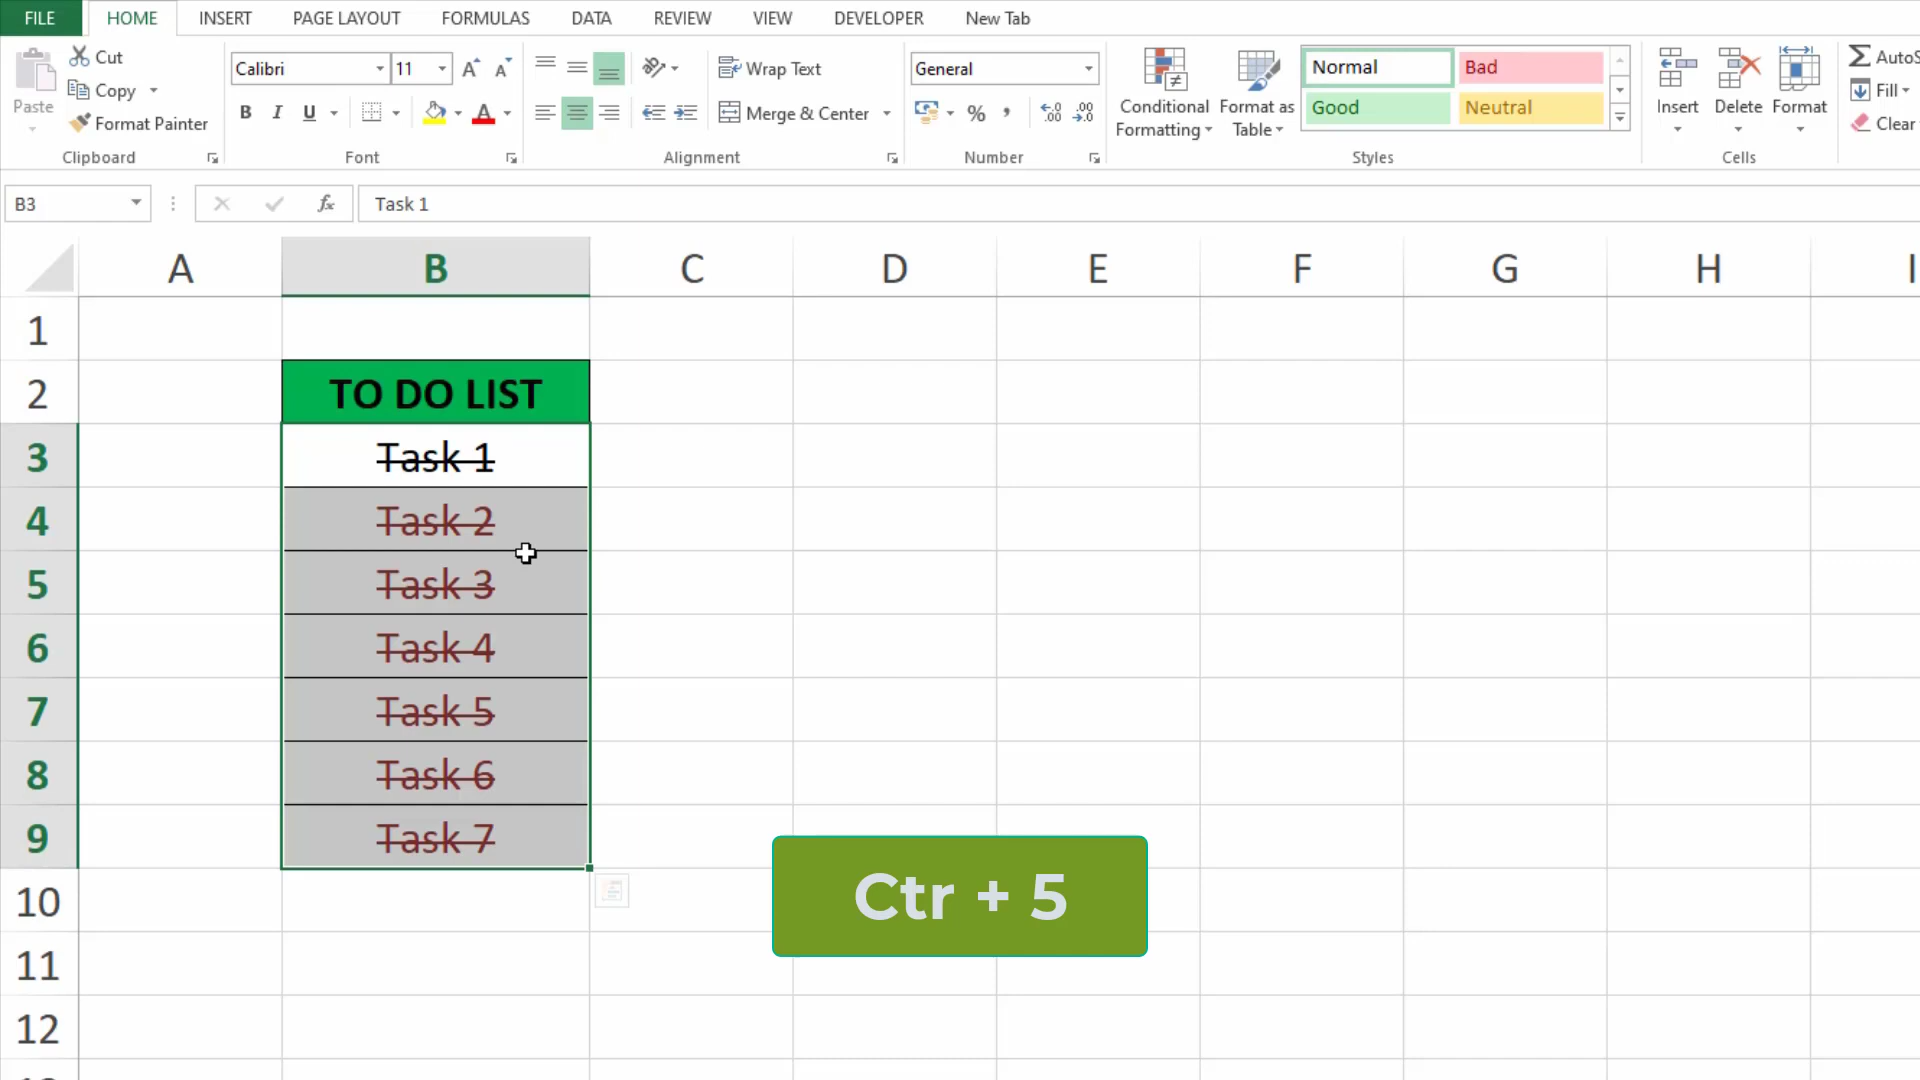 FILE HOME INSERT PAGE LAYOUT FORMULAS DATA REVIEW VIEW DEVELOPER New Tab
Paste
Cut
Copy
Format Painter
Clipboard
Calibri 11
B I U A
Font
Wrap Text
Merge & Center
Alignment
General
%
Number
Conditional Formatting
Format as Table
Normal Bad
Good Neutral
Styles
Insert Delete Format
Cells
AutoS
Fill
Clear
B3 fx Task 1
A B C D E F G H I
1
2 TO DO LIST
3 Task 1
4 Task 2
5 Task 3
6 Task 4
7 Task 5
8 Task 6
9 Task 7
10
11
12
Ctr + 5